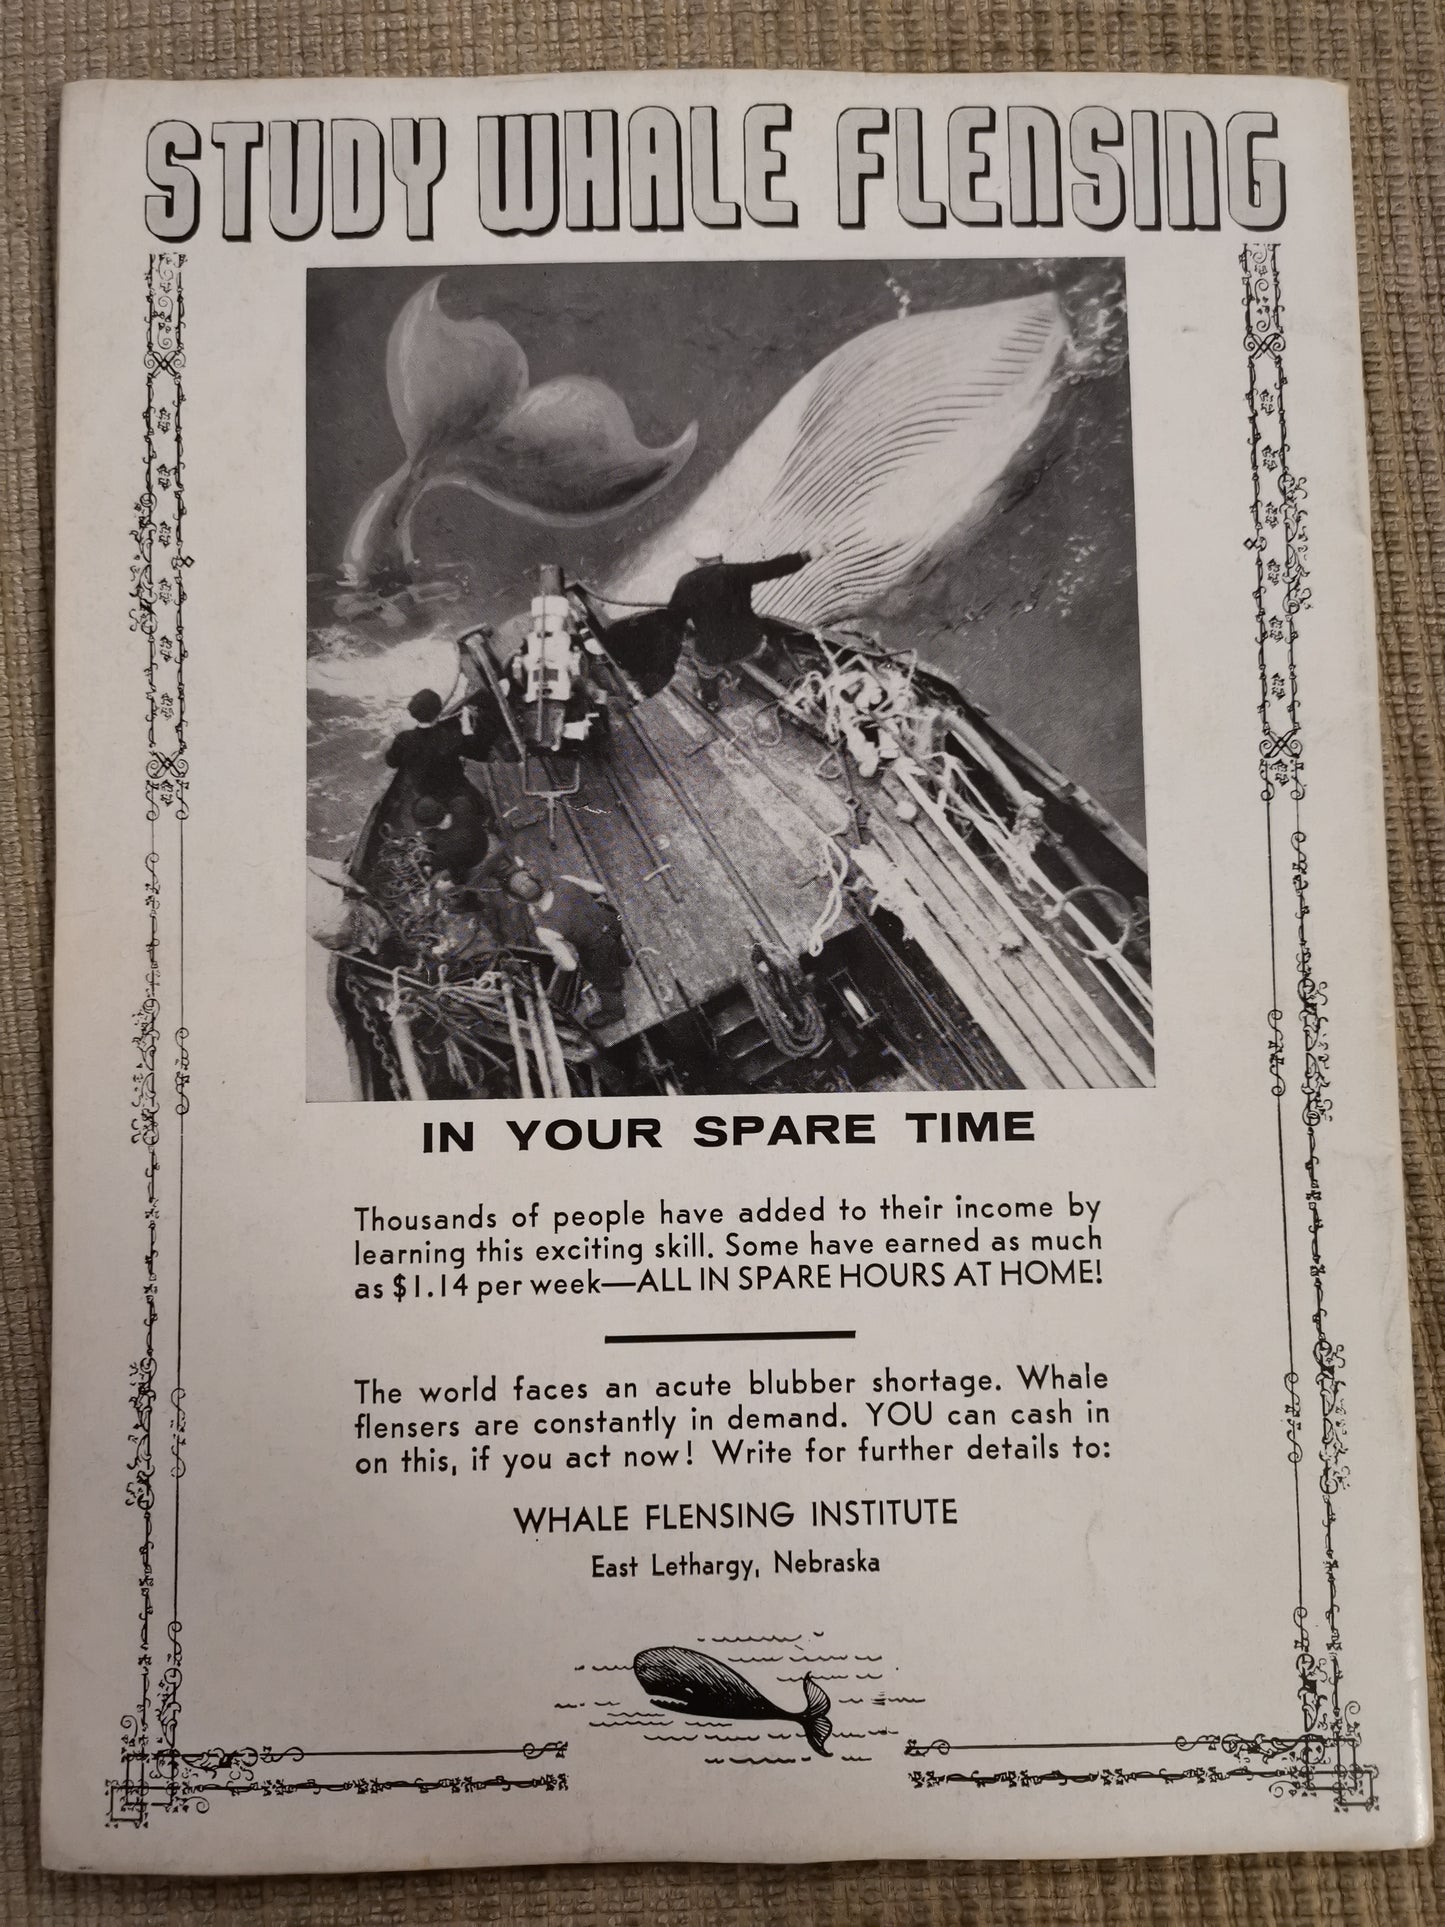 STUDY WHALE FLENSING
IN YOUR SPARE TIME
Thousands of people have added to their income by
learning this exciting skill. Some have earned as much
as $1.14 per week—ALL IN SPARE HOURS AT HOME!
The world faces an acute blubber shortage. Whale
flensers are constantly in demand. YOU can cash in
on this, if you act now! Write for further details to:
WHALE FLENSING INSTITUTE
East Lethargy, Nebraska